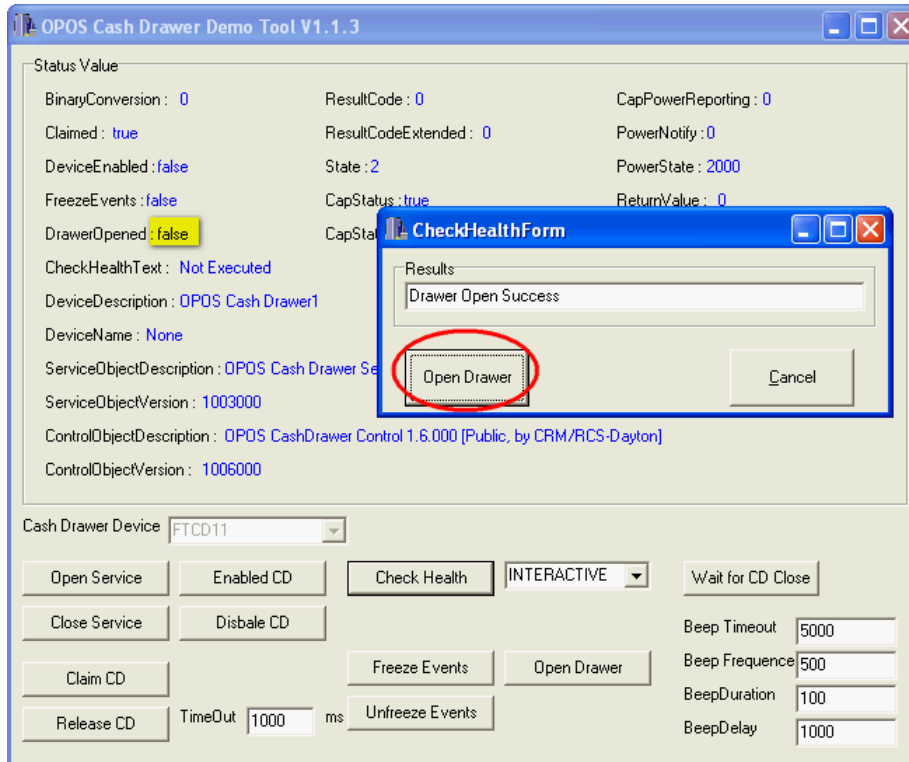 OPOS Cash Drawer Demo Tool V1.1.3
Status Value
BinaryConversion : 0 ResultCode : 0 CapPowerReporting : 0
Claimed : true ResultCodeExtended : 0 PowerNotify : 0
DeviceEnabled : false State : 2 PowerState : 2000
FreezeEvents : false CapStatus : true ReturnValue : 0
DrawerOpened : false CapStat
CheckHealthForm
Results
Drawer Open Success
Open Drawer Cancel
CheckHealthText : Not Executed
DeviceDescription : OPOS Cash Drawer1
DeviceName : None
ServiceObjectDescription : OPOS Cash Drawer Se
ServiceObjectVersion : 1003000
ControlObjectDescription : OPOS CashDrawer Control 1.6.000 [Public, by CRM/RCS-Dayton]
ControlObjectVersion : 1006000
Cash Drawer Device FTCD11
Open Service Enabled CD Check Health INTERACTIVE Wait for CD Close
Close Service Disbale CD
Beep Timeout 5000
Claim CD Freeze Events Open Drawer Beep Frequence 500
BeepDuration 100
Release CD TimeOut 1000 ms Unfreeze Events
BeepDelay 1000